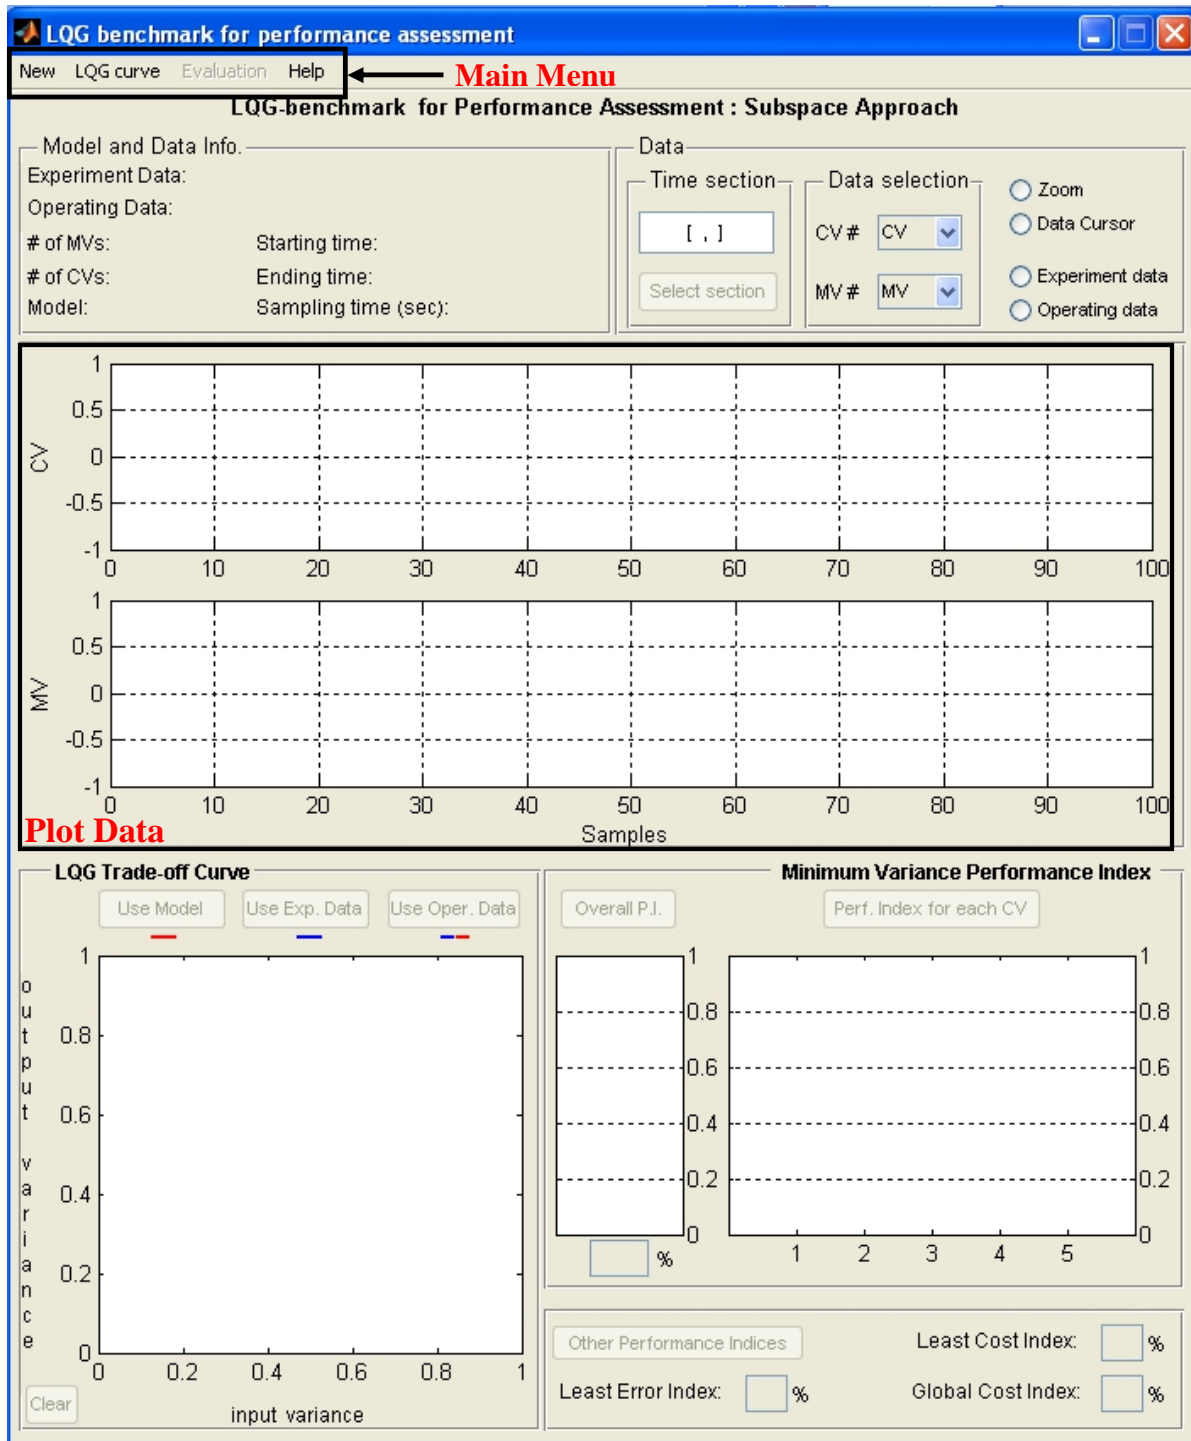 LQG benchmark for performance assessment
New LQG curve Evaluation Help Main Menu
LQG-benchmark for Performance Assessment : Subspace Approach
Model and Data Info.
Experiment Data:
Operating Data:
# of MVs: Starting time:
# of CVs: Ending time:
Model: Sampling time (sec):
Data
Time section
[ , ]
Select section
Data selection
CV # CV
MV # MV
Zoom
Data Cursor
Experiment data
Operating data
CV
1
0.5
0
-0.5
-1
0 10 20 30 40 50 60 70 80 90 100
MV
1
0.5
0
-0.5
-1
0 10 20 30 40 50 60 70 80 90 100
Samples
Plot Data
LQG Trade-off Curve
Use Model Use Exp. Data Use Oper. Data
output variance
1
0.8
0.6
0.4
0.2
0
0 0.2 0.4 0.6 0.8 1
input variance
Clear
Minimum Variance Performance Index
Overall P.I. Perf. Index for each CV
1
0.8
0.6
0.4
0.2
0
%
1
0.8
0.6
0.4
0.2
0
1 2 3 4 5
Other Performance Indices Least Cost Index: %
Least Error Index: % Global Cost Index: %